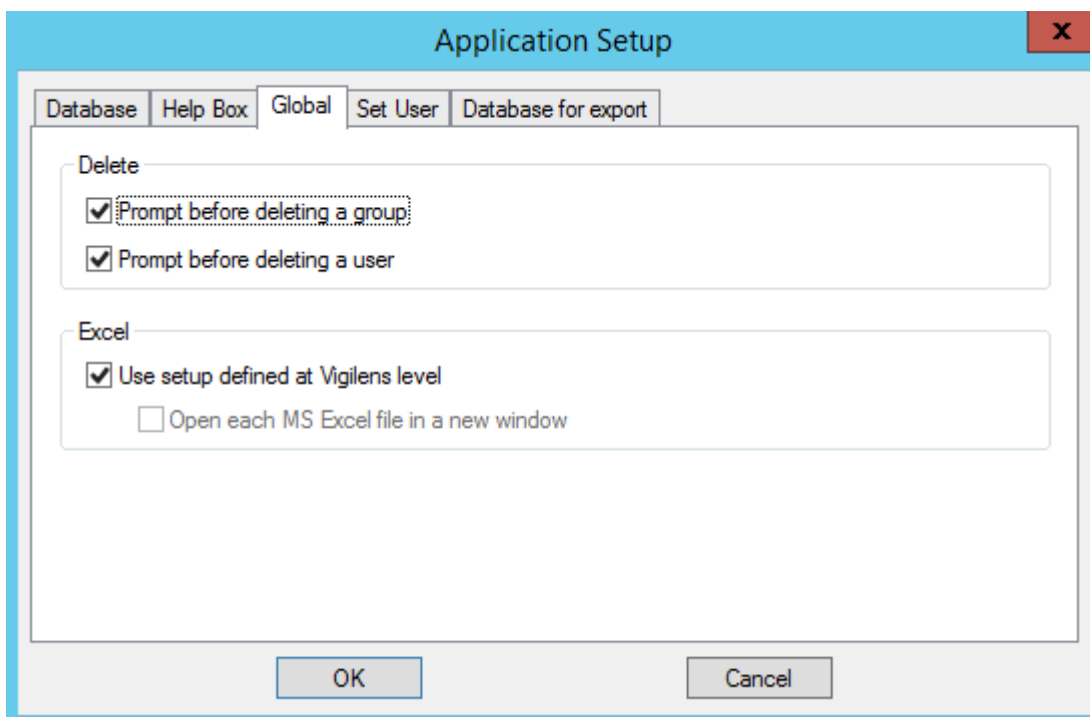 Application Setup
x
Database Help Box Global Set User Database for export
Delete
Prompt before deleting a group
Prompt before deleting a user
Excel
Use setup defined at Vigilens level
Open each MS Excel file in a new window
OK Cancel